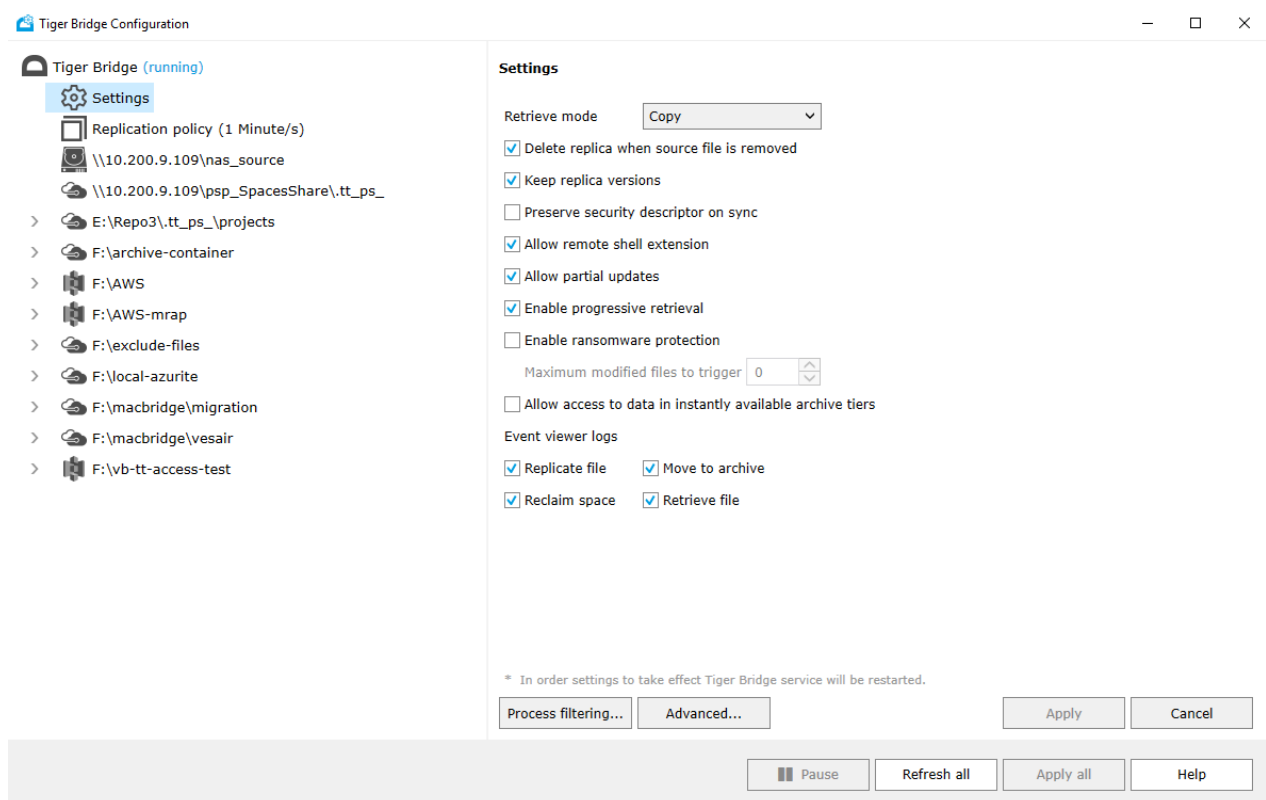 Tiger Bridge Configuration
Tiger Bridge (running)
Settings
Replication policy (1 Minute/s)
\\10.200.9.109\nas_source
\\10.200.9.109\psp_SpacesShare\.tt_ps_
E:\Repo3\.tt_ps_\projects
F:\archive-container
F:\AWS
F:\AWS-mrap
F:\exclude-files
F:\local-azurite
F:\macbridge\migration
F:\macbridge\vesair
F:\vb-tt-access-test
Settings
Retrieve mode Copy
Delete replica when source file is removed
Keep replica versions
Preserve security descriptor on sync
Allow remote shell extension
Allow partial updates
Enable progressive retrieval
Enable ransomware protection
Maximum modified files to trigger 0
Allow access to data in instantly available archive tiers
Event viewer logs
Replicate file Move to archive
Reclaim space Retrieve file
* In order settings to take effect Tiger Bridge service will be restarted.
Process filtering... Advanced... Apply Cancel
Pause Refresh all Apply all Help